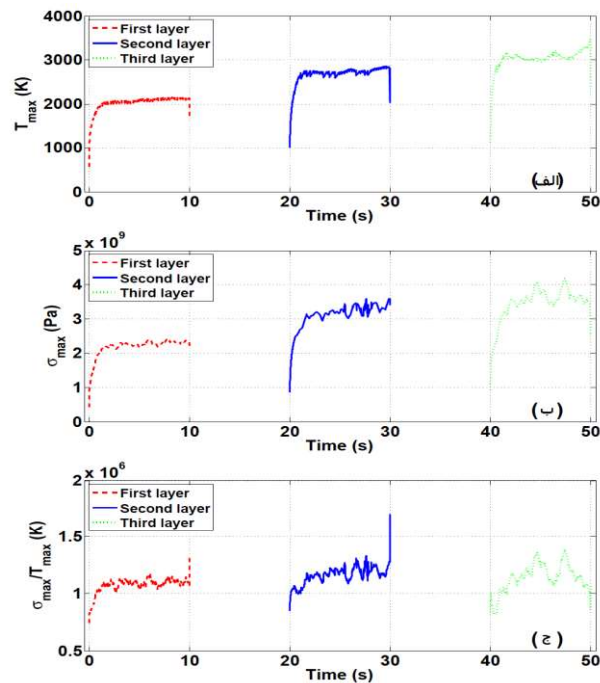 4000
3000
2000
1000
0
T_max (K)
First layer
Second layer
Third layer
(الف)
0 10 20 30 40 50
Time (s)
x 10^9
5
4
3
2
1
0
σ_max (Pa)
First layer
Second layer
Third layer
(ب)
0 10 20 30 40 50
Time (s)
x 10^6
2
1.5
1
0.5
σ_max/T_max (K)
First layer
Second layer
Third layer
(ج)
0 10 20 30 40 50
Time (s)